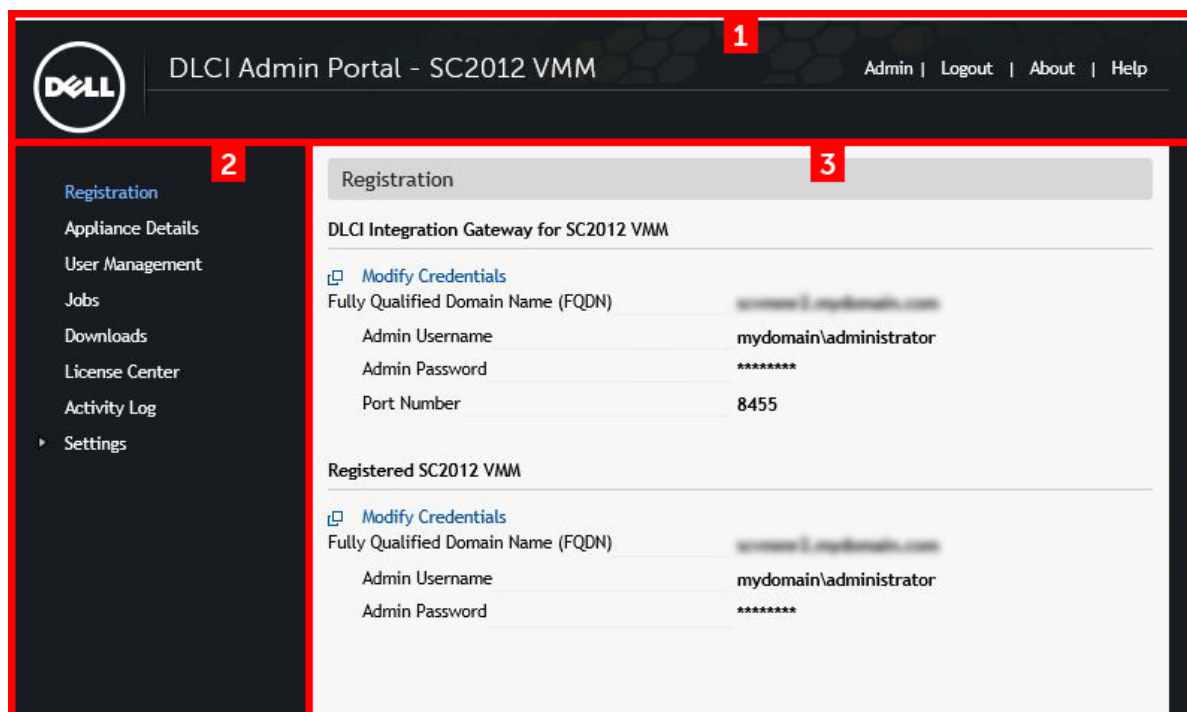 1
DELL
DLCI Admin Portal - SC2012 VMM
Admin | Logout | About | Help
2
Registration
Appliance Details
User Management
Jobs
Downloads
License Center
Activity Log
Settings
3
Registration
DLCI Integration Gateway for SC2012 VMM
Modify Credentials
Fully Qualified Domain Name (FQDN)
Admin Username mydomain\administrator
Admin Password ********
Port Number 8455
Registered SC2012 VMM
Modify Credentials
Fully Qualified Domain Name (FQDN)
Admin Username mydomain\administrator
Admin Password ********